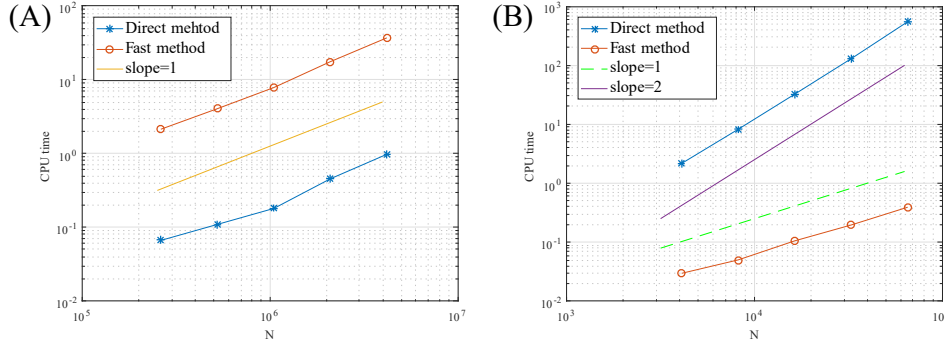 (A)
10^2
10^1
10^0
10^-1
10^-2
CPU time
Direct mehtod
Fast method
slope=1
10^5
10^6
10^7
N
(B)
10^3
10^2
10^1
10^0
10^-1
10^-2
CPU time
Direct method
Fast method
slope=1
slope=2
10^3
10^4
10
N